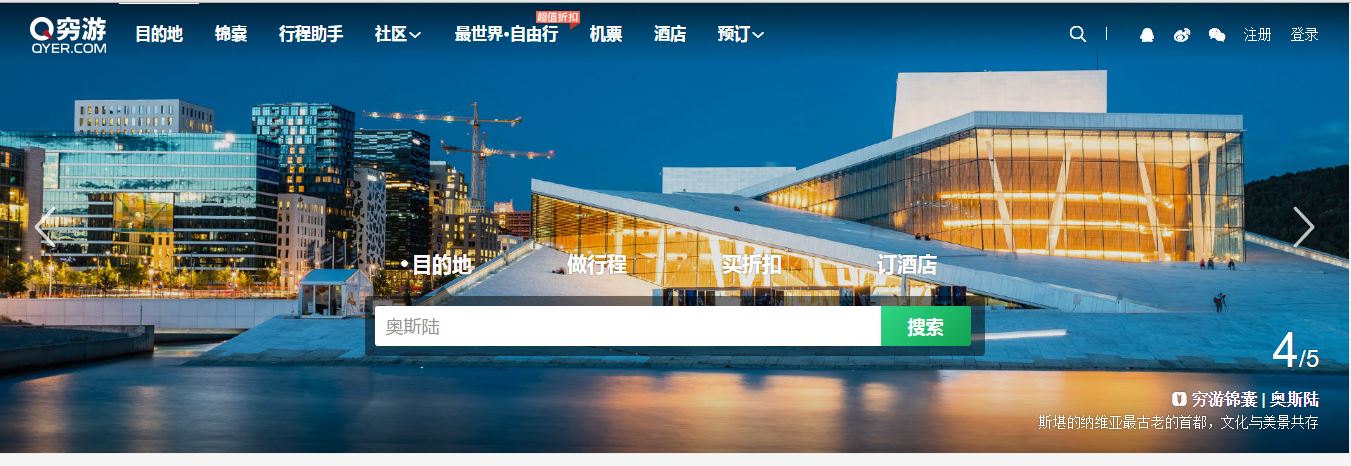 穷游
QYER.COM
目的地 锦囊 行程助手 社区 最世界·自由行 机票 酒店 预订 注册 登录
超值折扣
•目的地 做行程 买折扣 订酒店
奥斯陆 搜索
4/5
穷游锦囊 | 奥斯陆
斯堪的纳维亚最古老的首都，文化与美景共存